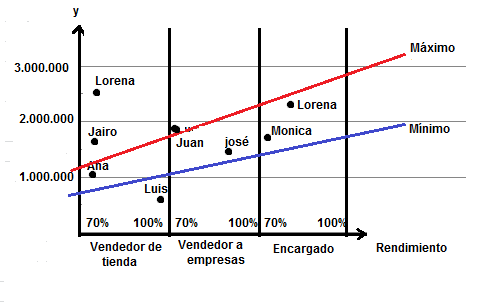 y
Máximo
3.000.000
Lorena
Lorena
2.000.000
Mínimo
Jairo
Juan
josé
Monica
Ana
1.000.000
Luis
70% 100% 70% 100% 70% 100%
Vendedor de
tienda
Vendedor a
empresas
Encargado
Rendimiento